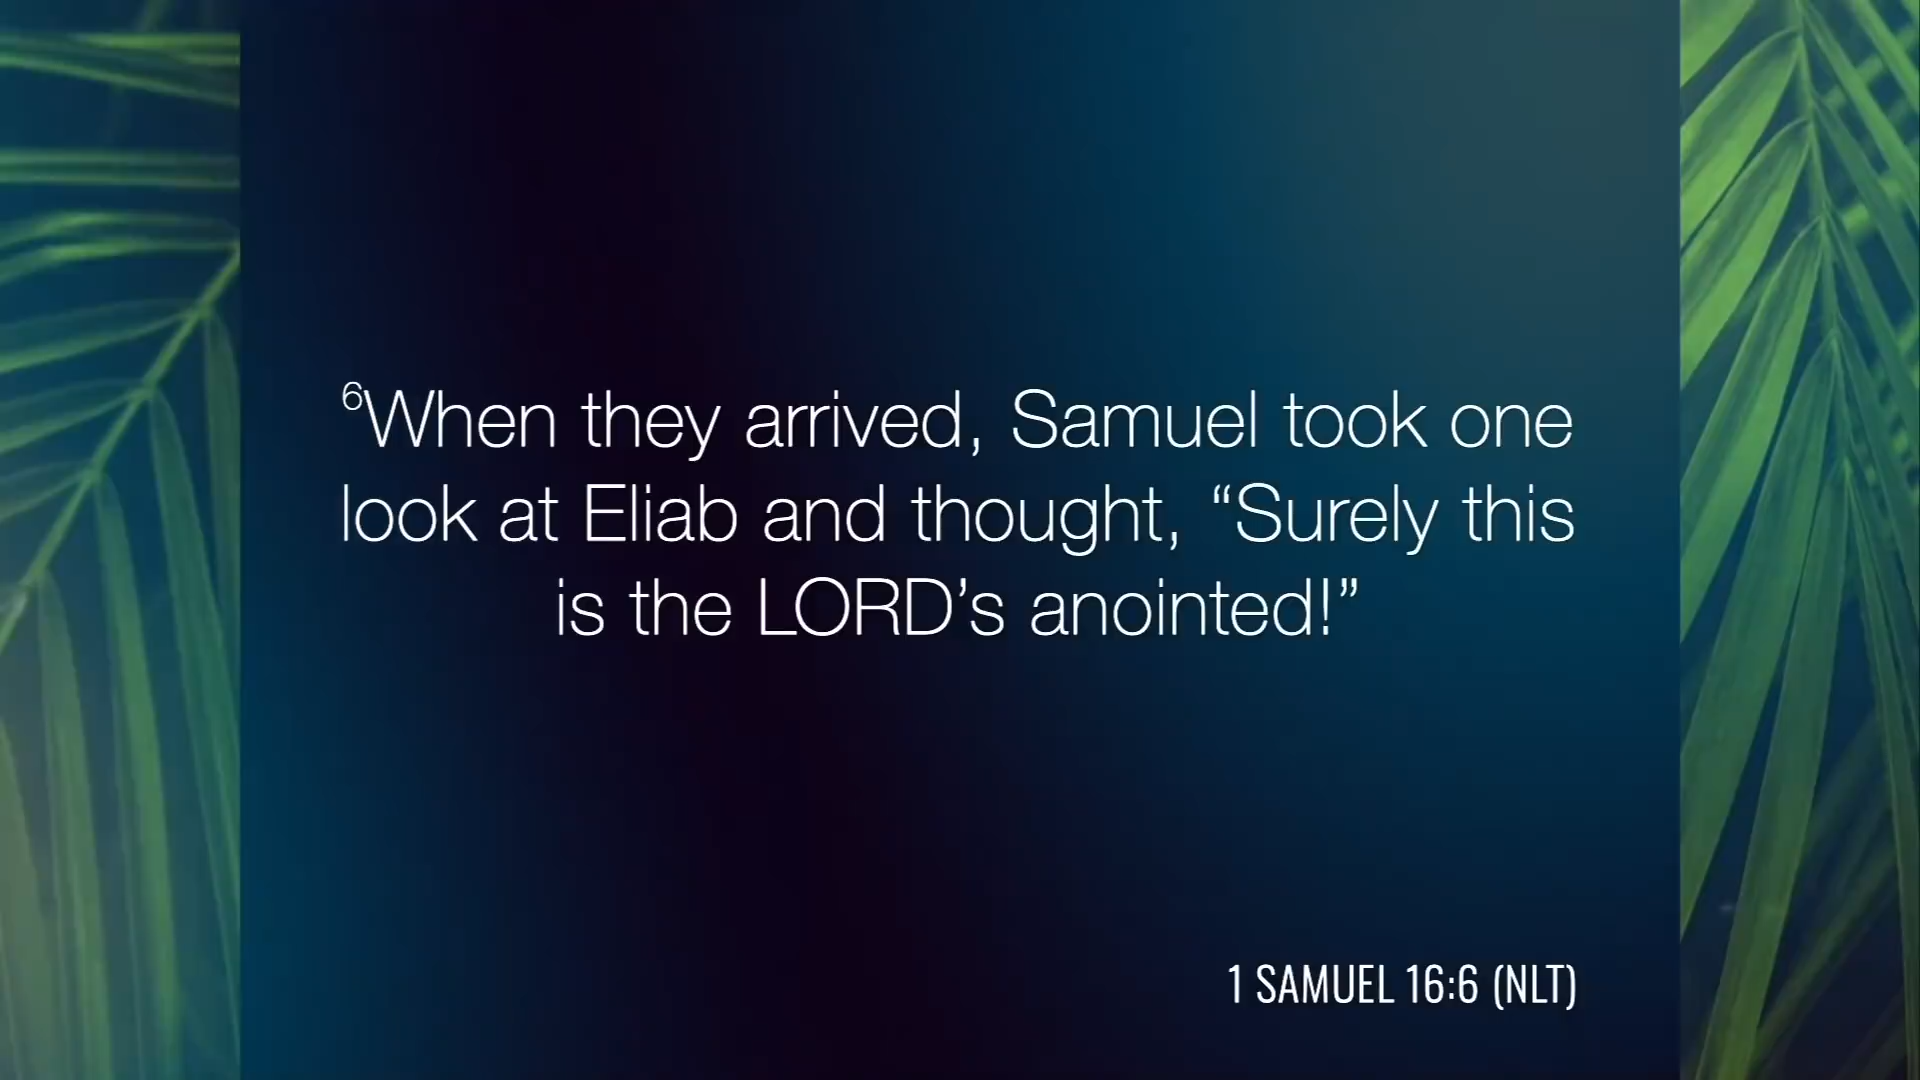 ⁶When they arrived, Samuel took one
look at Eliab and thought, “Surely this
is the LORD’s anointed!”
1 SAMUEL 16:6 (NLT)